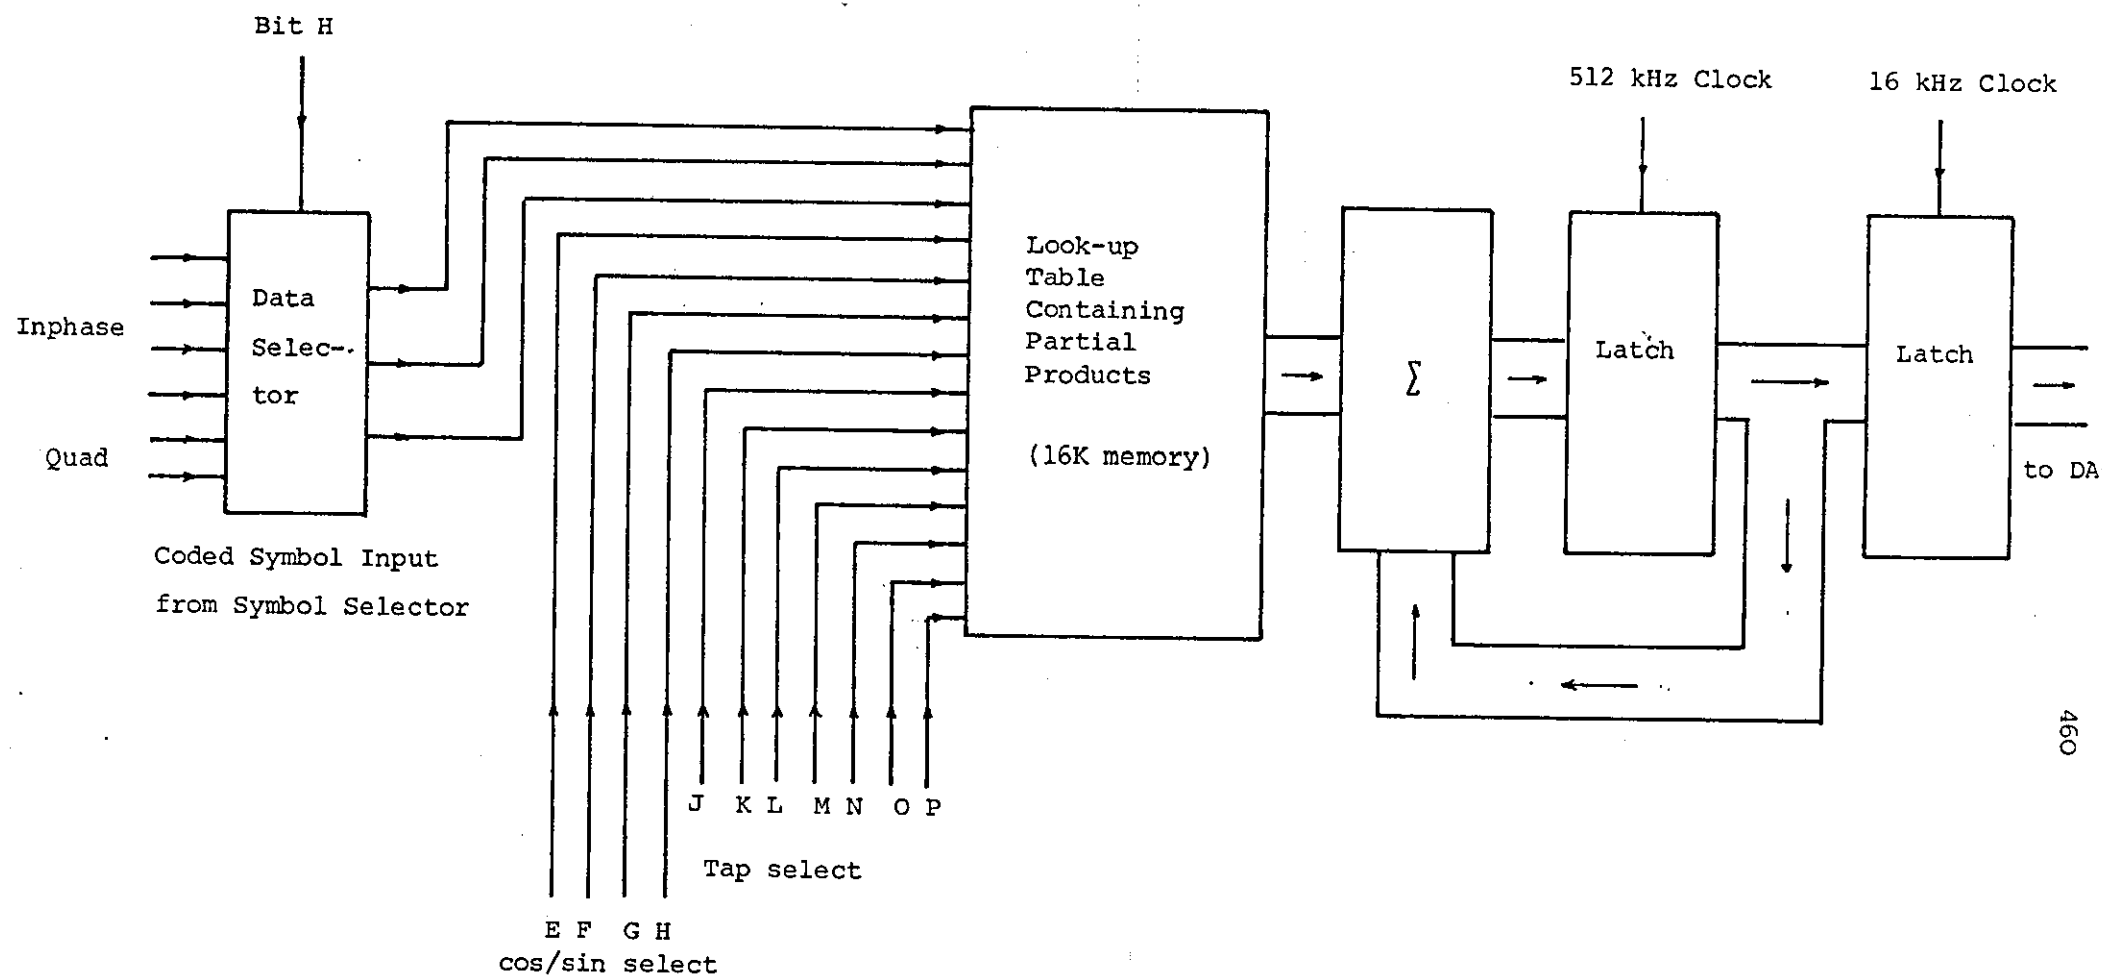 Bit H
512 kHz Clock
16 kHz Clock
Inphase
Quad
Data
Selec-
tor
Coded Symbol Input
from Symbol Selector
Look-up
Table
Containing
Partial
Products
(16K memory)
Σ
Latch
Latch
to DA
J K L M N O P
Tap select
E F G H
cos/sin select
460